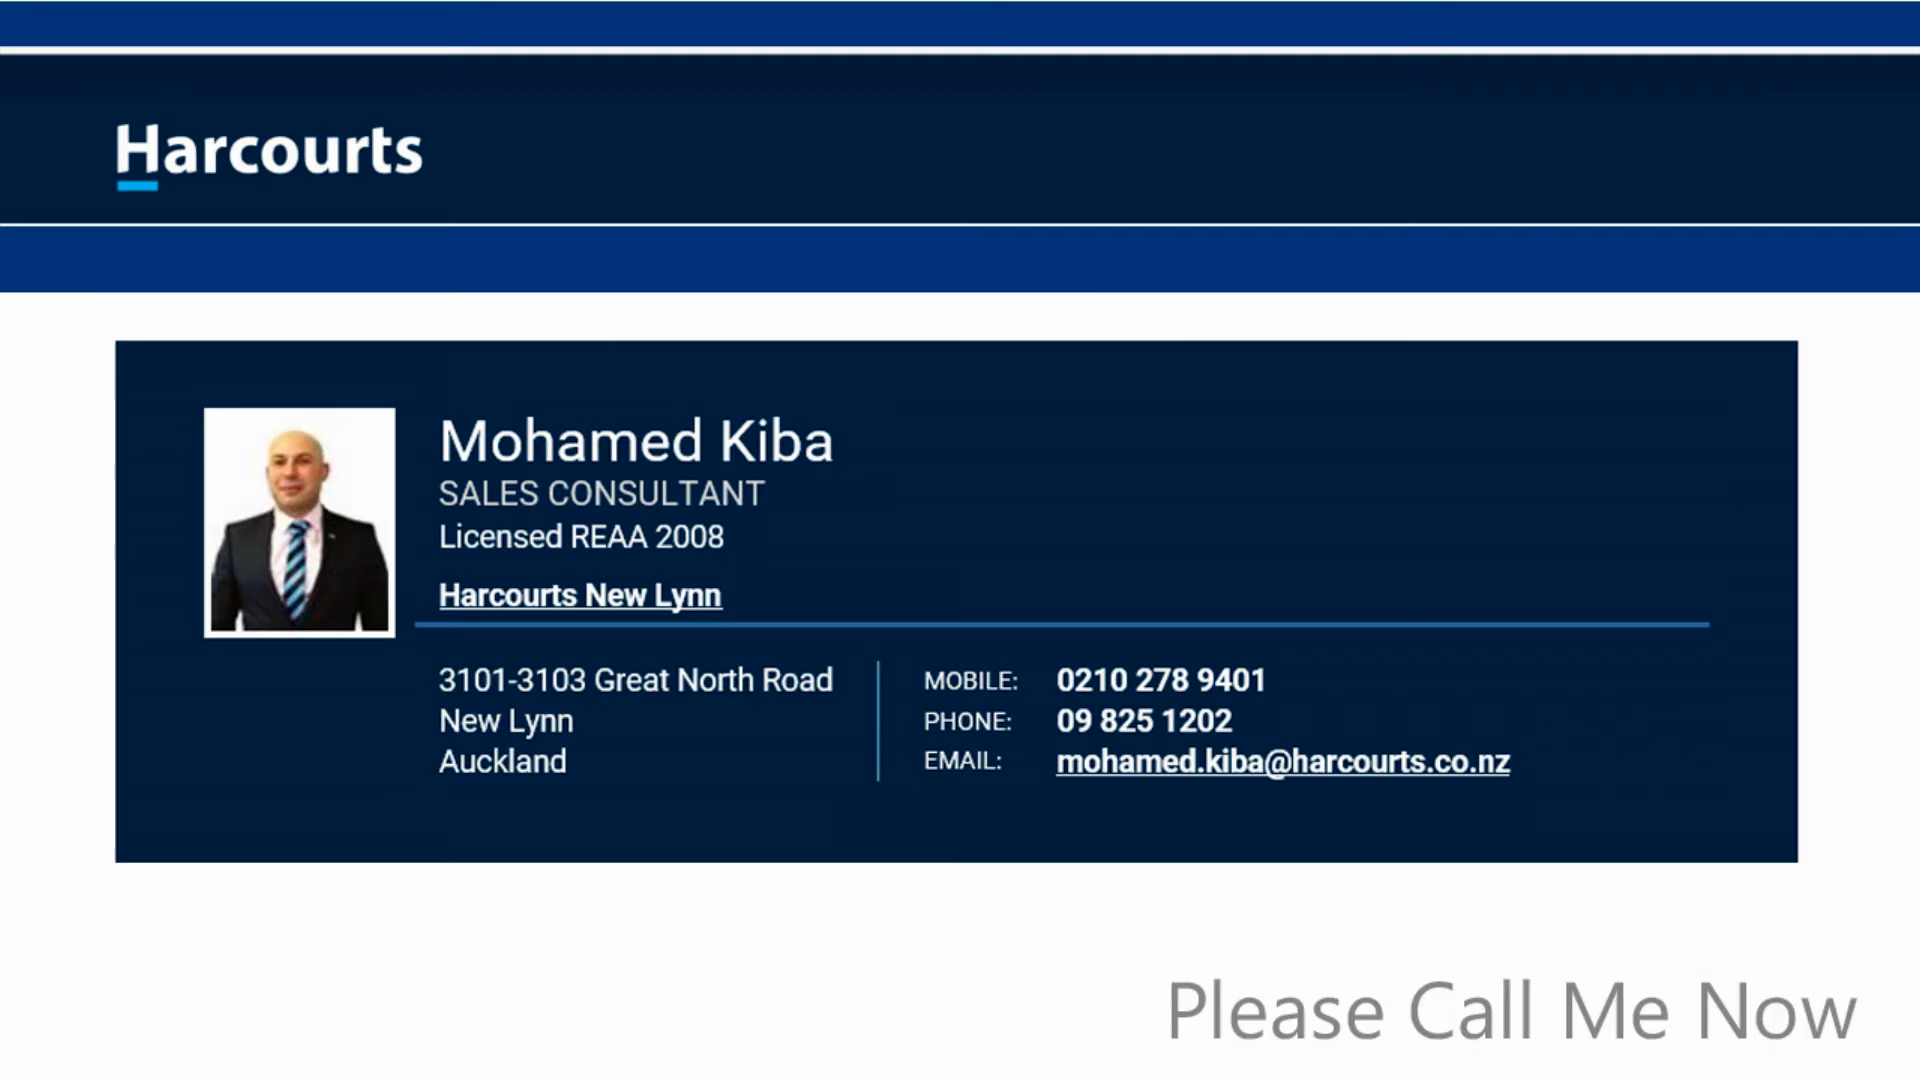 Harcourts
Mohamed Kiba
SALES CONSULTANT
Licensed REAA 2008
Harcourts New Lynn
3101-3103 Great North Road
New Lynn
Auckland
MOBILE: 0210 278 9401
PHONE: 09 825 1202
EMAIL: mohamed.kiba@harcourts.co.nz
Please Call Me Now